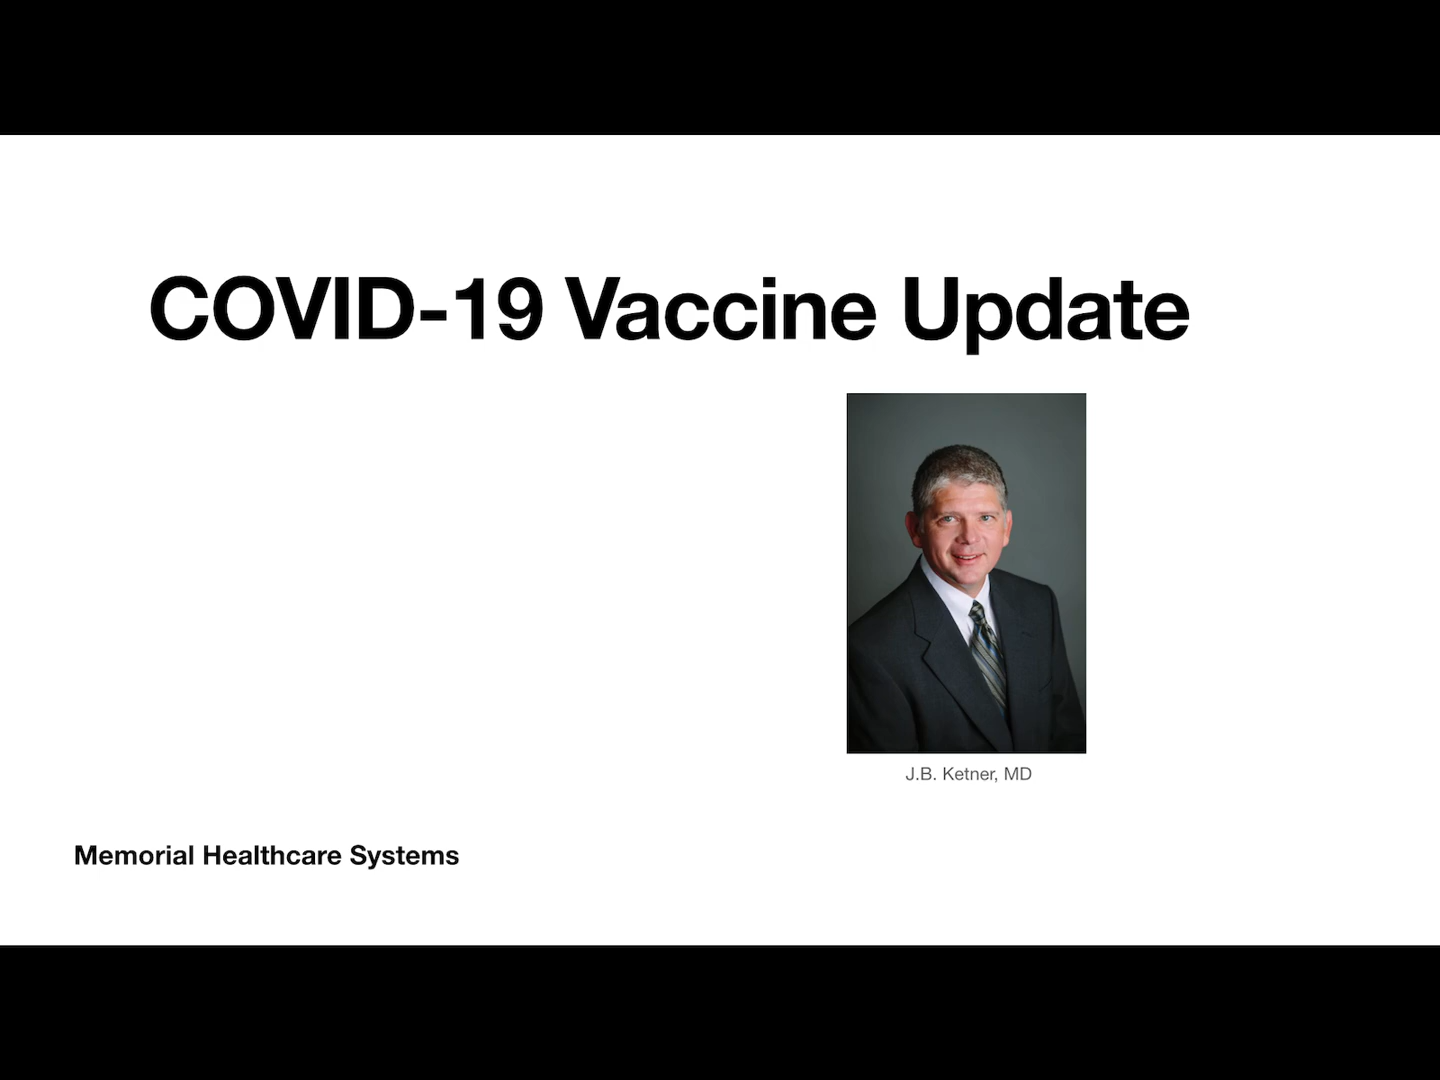 COVID-19 Vaccine Update
J.B. Ketner, MD
Memorial Healthcare Systems